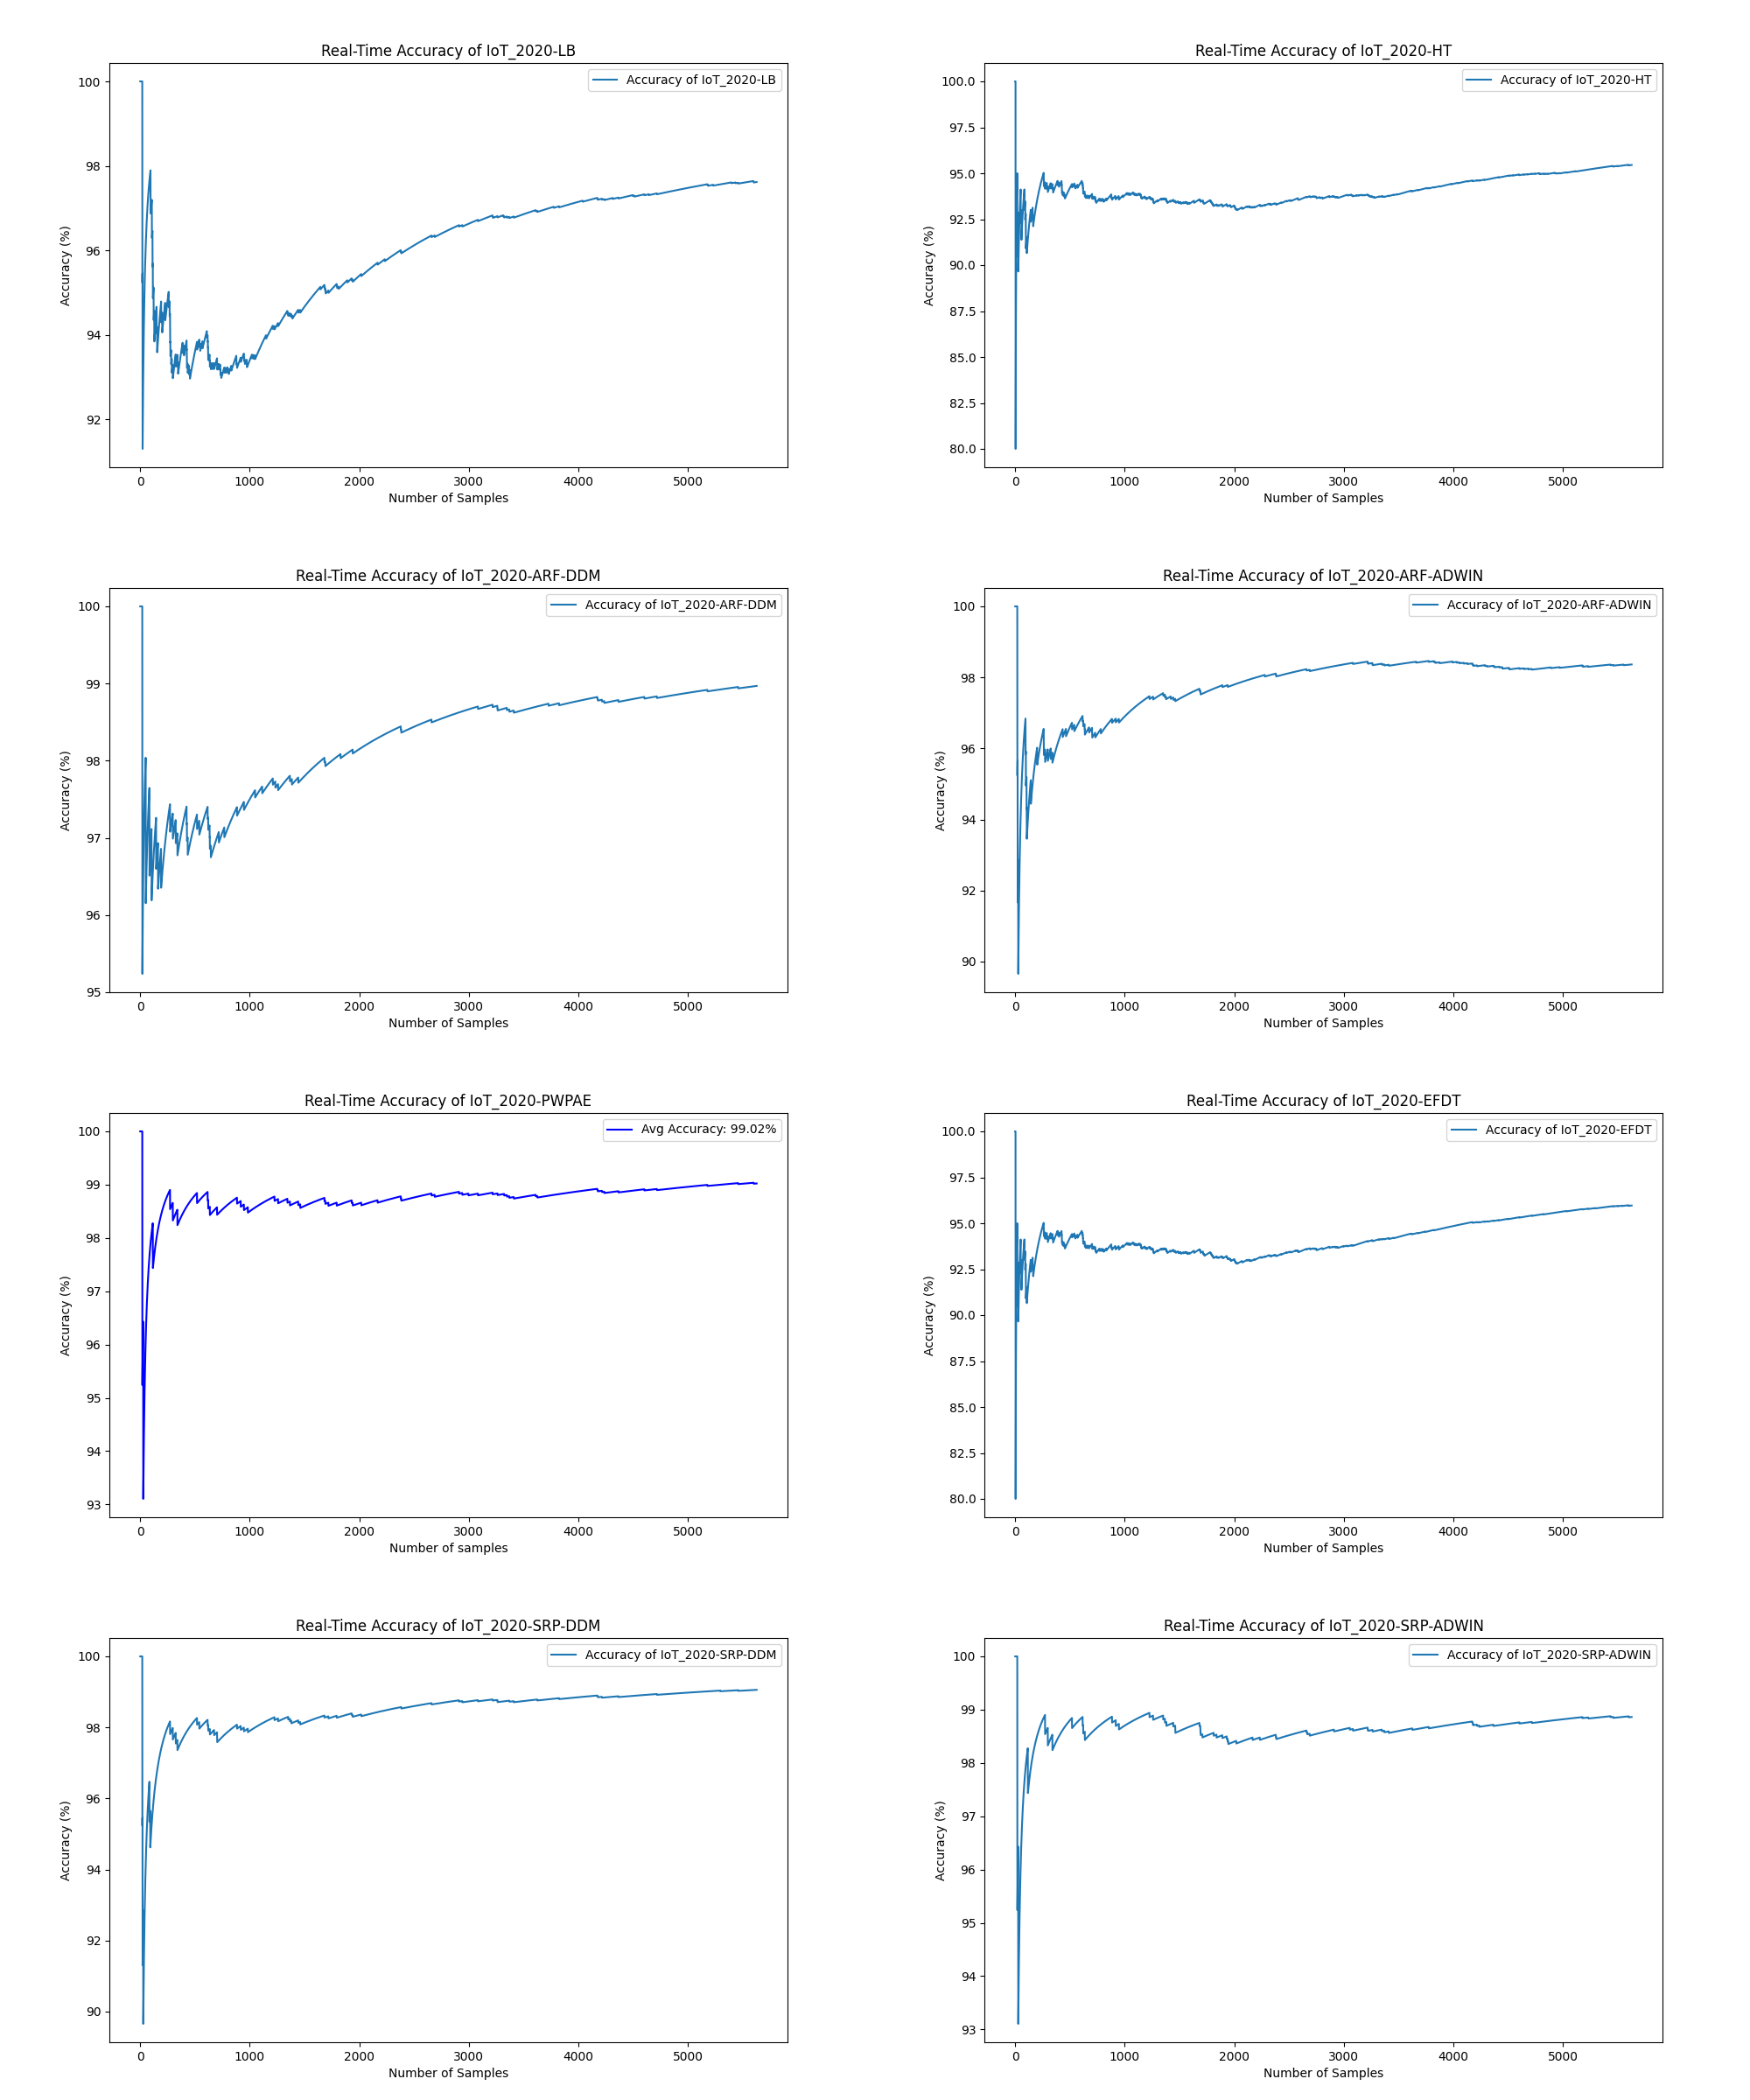 Real-Time Accuracy of IoT_2020-LB
Accuracy of IoT_2020-LB
100
98
96
94
92
Accuracy (%)
0 1000 2000 3000 4000 5000
Number of Samples
Real-Time Accuracy of IoT_2020-HT
Accuracy of IoT_2020-HT
100.0
97.5
95.0
92.5
90.0
87.5
85.0
82.5
80.0
Accuracy (%)
0 1000 2000 3000 4000 5000
Number of Samples
Real-Time Accuracy of IoT_2020-ARF-DDM
Accuracy of IoT_2020-ARF-DDM
100
99
98
97
96
95
Accuracy (%)
0 1000 2000 3000 4000 5000
Number of Samples
Real-Time Accuracy of IoT_2020-ARF-ADWIN
Accuracy of IoT_2020-ARF-ADWIN
100
98
96
94
92
90
Accuracy (%)
0 1000 2000 3000 4000 5000
Number of Samples
Real-Time Accuracy of IoT_2020-PWPAE
Avg Accuracy: 99.02%
100
99
98
97
96
95
94
93
Accuracy (%)
0 1000 2000 3000 4000 5000
Number of samples
Real-Time Accuracy of IoT_2020-EFDT
Accuracy of IoT_2020-EFDT
100.0
97.5
95.0
92.5
90.0
87.5
85.0
82.5
80.0
Accuracy (%)
0 1000 2000 3000 4000 5000
Number of Samples
Real-Time Accuracy of IoT_2020-SRP-DDM
Accuracy of IoT_2020-SRP-DDM
100
98
96
94
92
90
Accuracy (%)
0 1000 2000 3000 4000 5000
Number of Samples
Real-Time Accuracy of IoT_2020-SRP-ADWIN
Accuracy of IoT_2020-SRP-ADWIN
100
99
98
97
96
95
94
93
Accuracy (%)
0 1000 2000 3000 4000 5000
Number of Samples